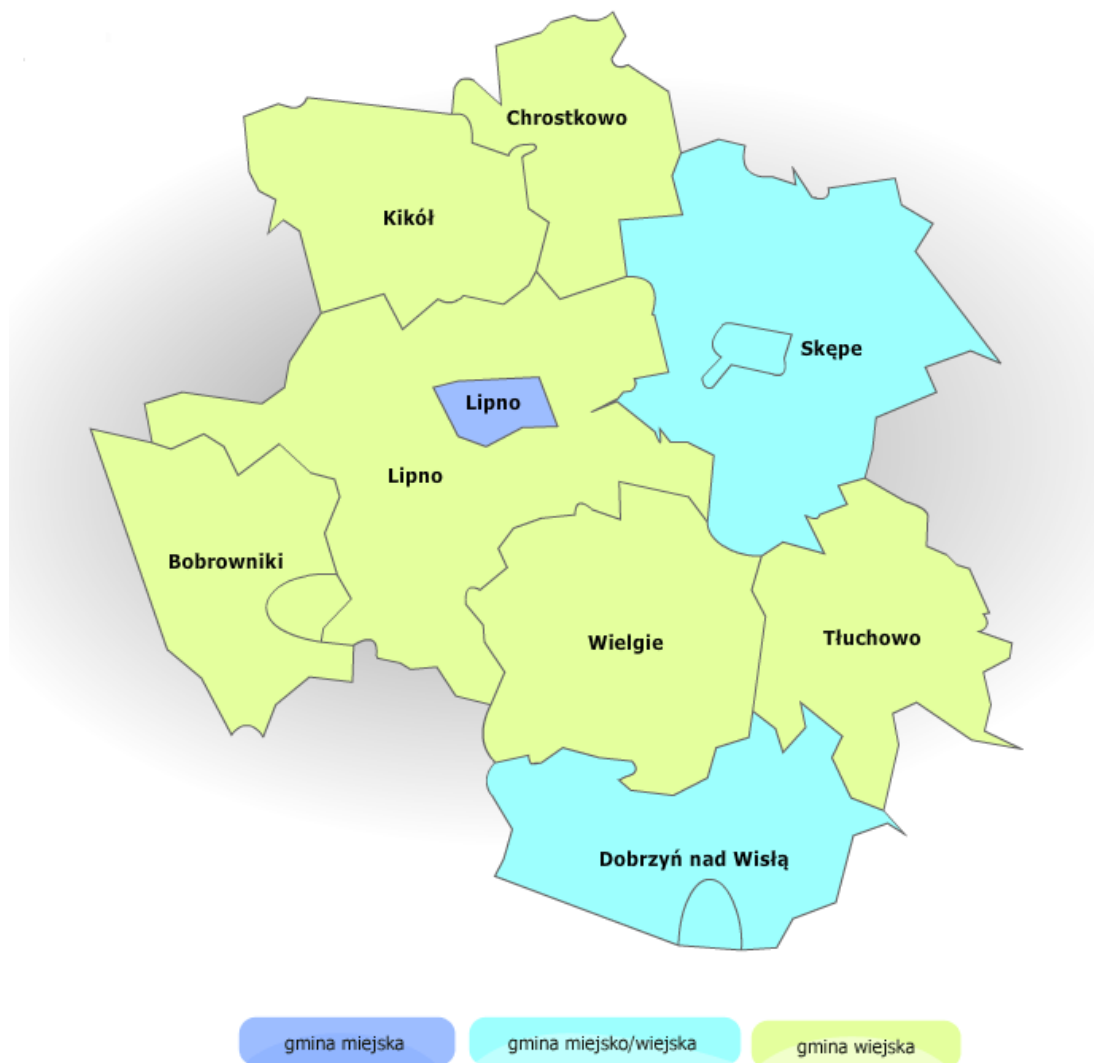 Chrostkowo
Kikół
Skępe
Lipno
Lipno
Bobrowniki
Wielgie
Tłuchowo
Dobrzyń nad Wisłą
gmina miejska
gmina miejsko/wiejska
gmina wiejska